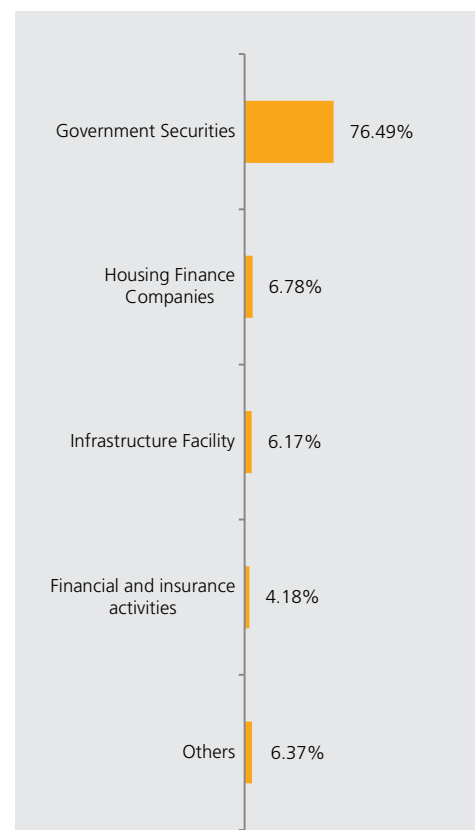 Government Securities 76.49%
Housing Finance
Companies 6.78%
Infrastructure Facility 6.17%
Financial and insurance
activities 4.18%
Others 6.37%